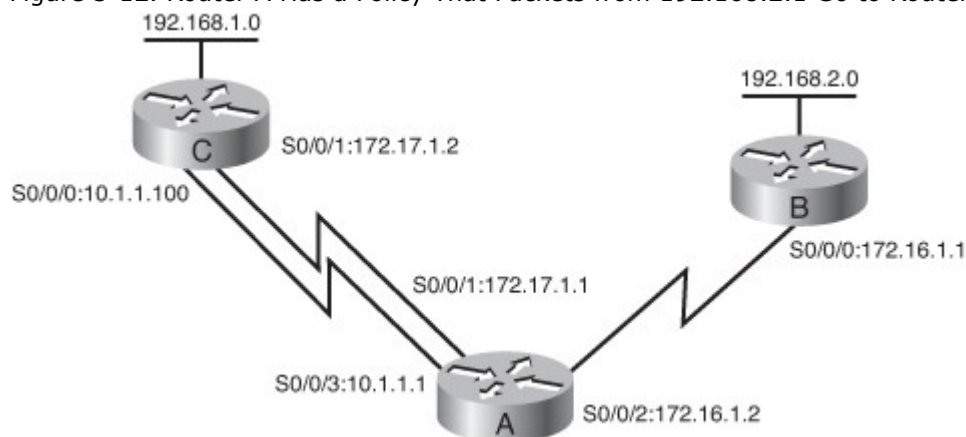 Figure 5-12. Router A Has a Policy That Packets from 192.168.2.1 Go to Router
192.168.1.0
192.168.2.0
C
S0/0/1:172.17.1.2
S0/0/0:10.1.1.100
B
S0/0/0:172.16.1.1
S0/0/1:172.17.1.1
S0/0/3:10.1.1.1
S0/0/2:172.16.1.2
A